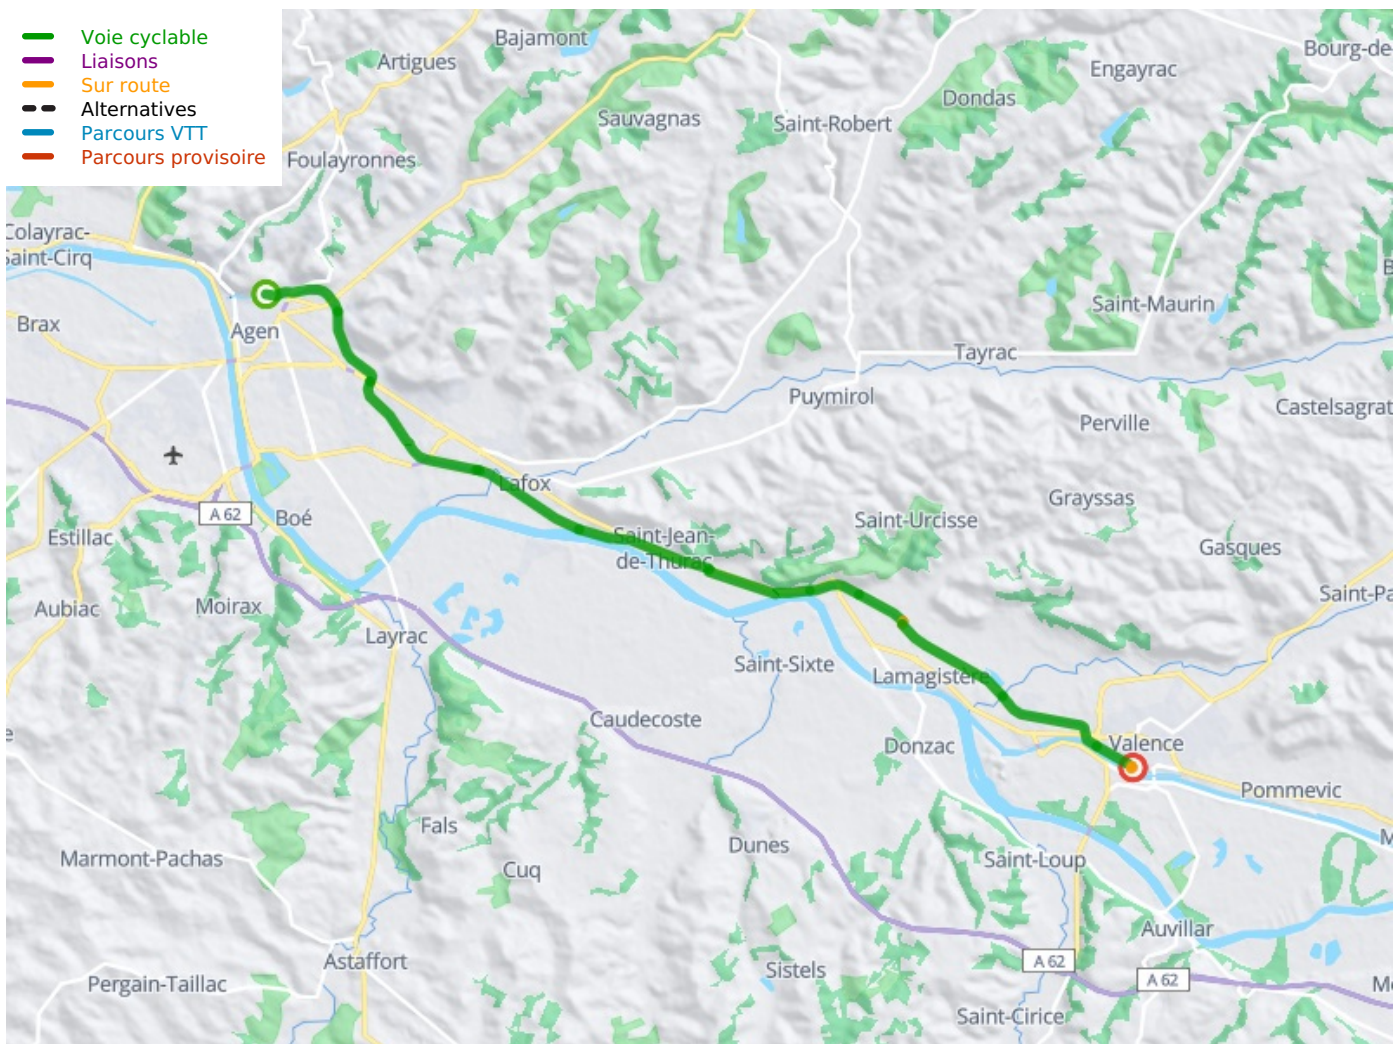 Voie cyclable
Liaisons
Sur route
Alternatives
Parcours VTT
Parcours provisoire
Bajamont
Artigues
Bourg-de-
Engayrac
Dondas
Sauvagnas
Saint-Robert
Foulayronnes
Colayrac-
Saint-Cirq
Saint-Maurin
Brax
Agen
Tayrac
Puymirol
Castelsagrat
Perville
Lafox
Grayssas
A 62
Boé
Saint-Urcisse
Estillac
Saint-Jean-
de-Thurac
Gasques
Saint-Pa
Aubiac
Moirax
Layrac
Saint-Sixte
Lamagistère
Caudecoste
Donzac
Valence
Pommevic
Fals
Dunes
Marmont-Pachas
Cuq
Saint-Loup
Auvillar
Astaffort
A 62
Sistels
A 62
Pergain-Taillac
Saint-Cirice